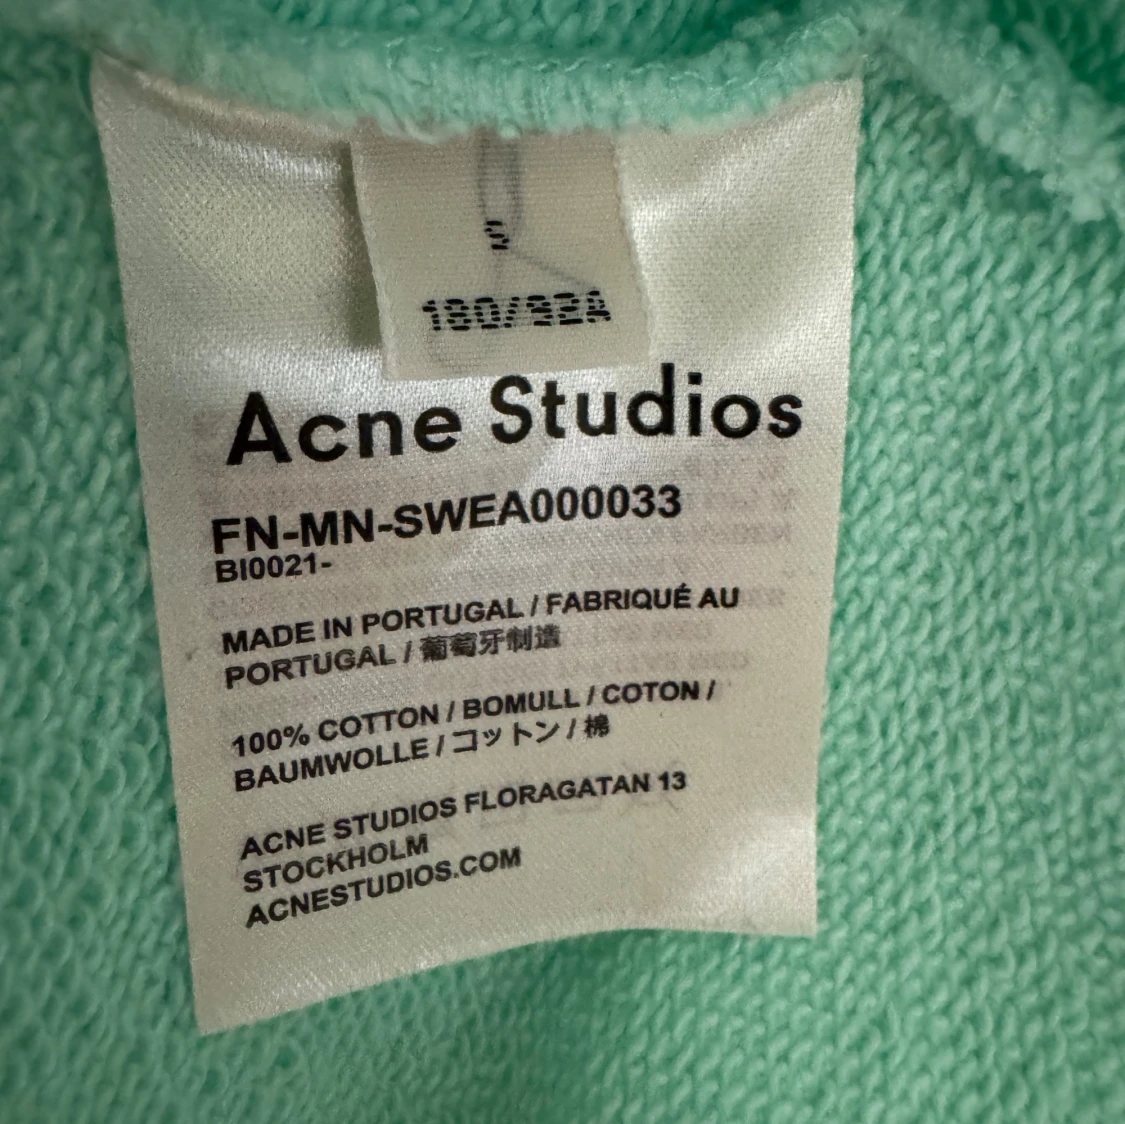 S
180/92A
Acne Studios
FN-MN-SWEA000033
BI0021-
MADE IN PORTUGAL / FABRIQUÉ AU
PORTUGAL / 葡萄牙制造
100% COTTON / BOMULL / COTON /
BAUMWOLLE / コットン / 棉
ACNE STUDIOS FLORAGATAN 13
STOCKHOLM
ACNESTUDIOS.COM